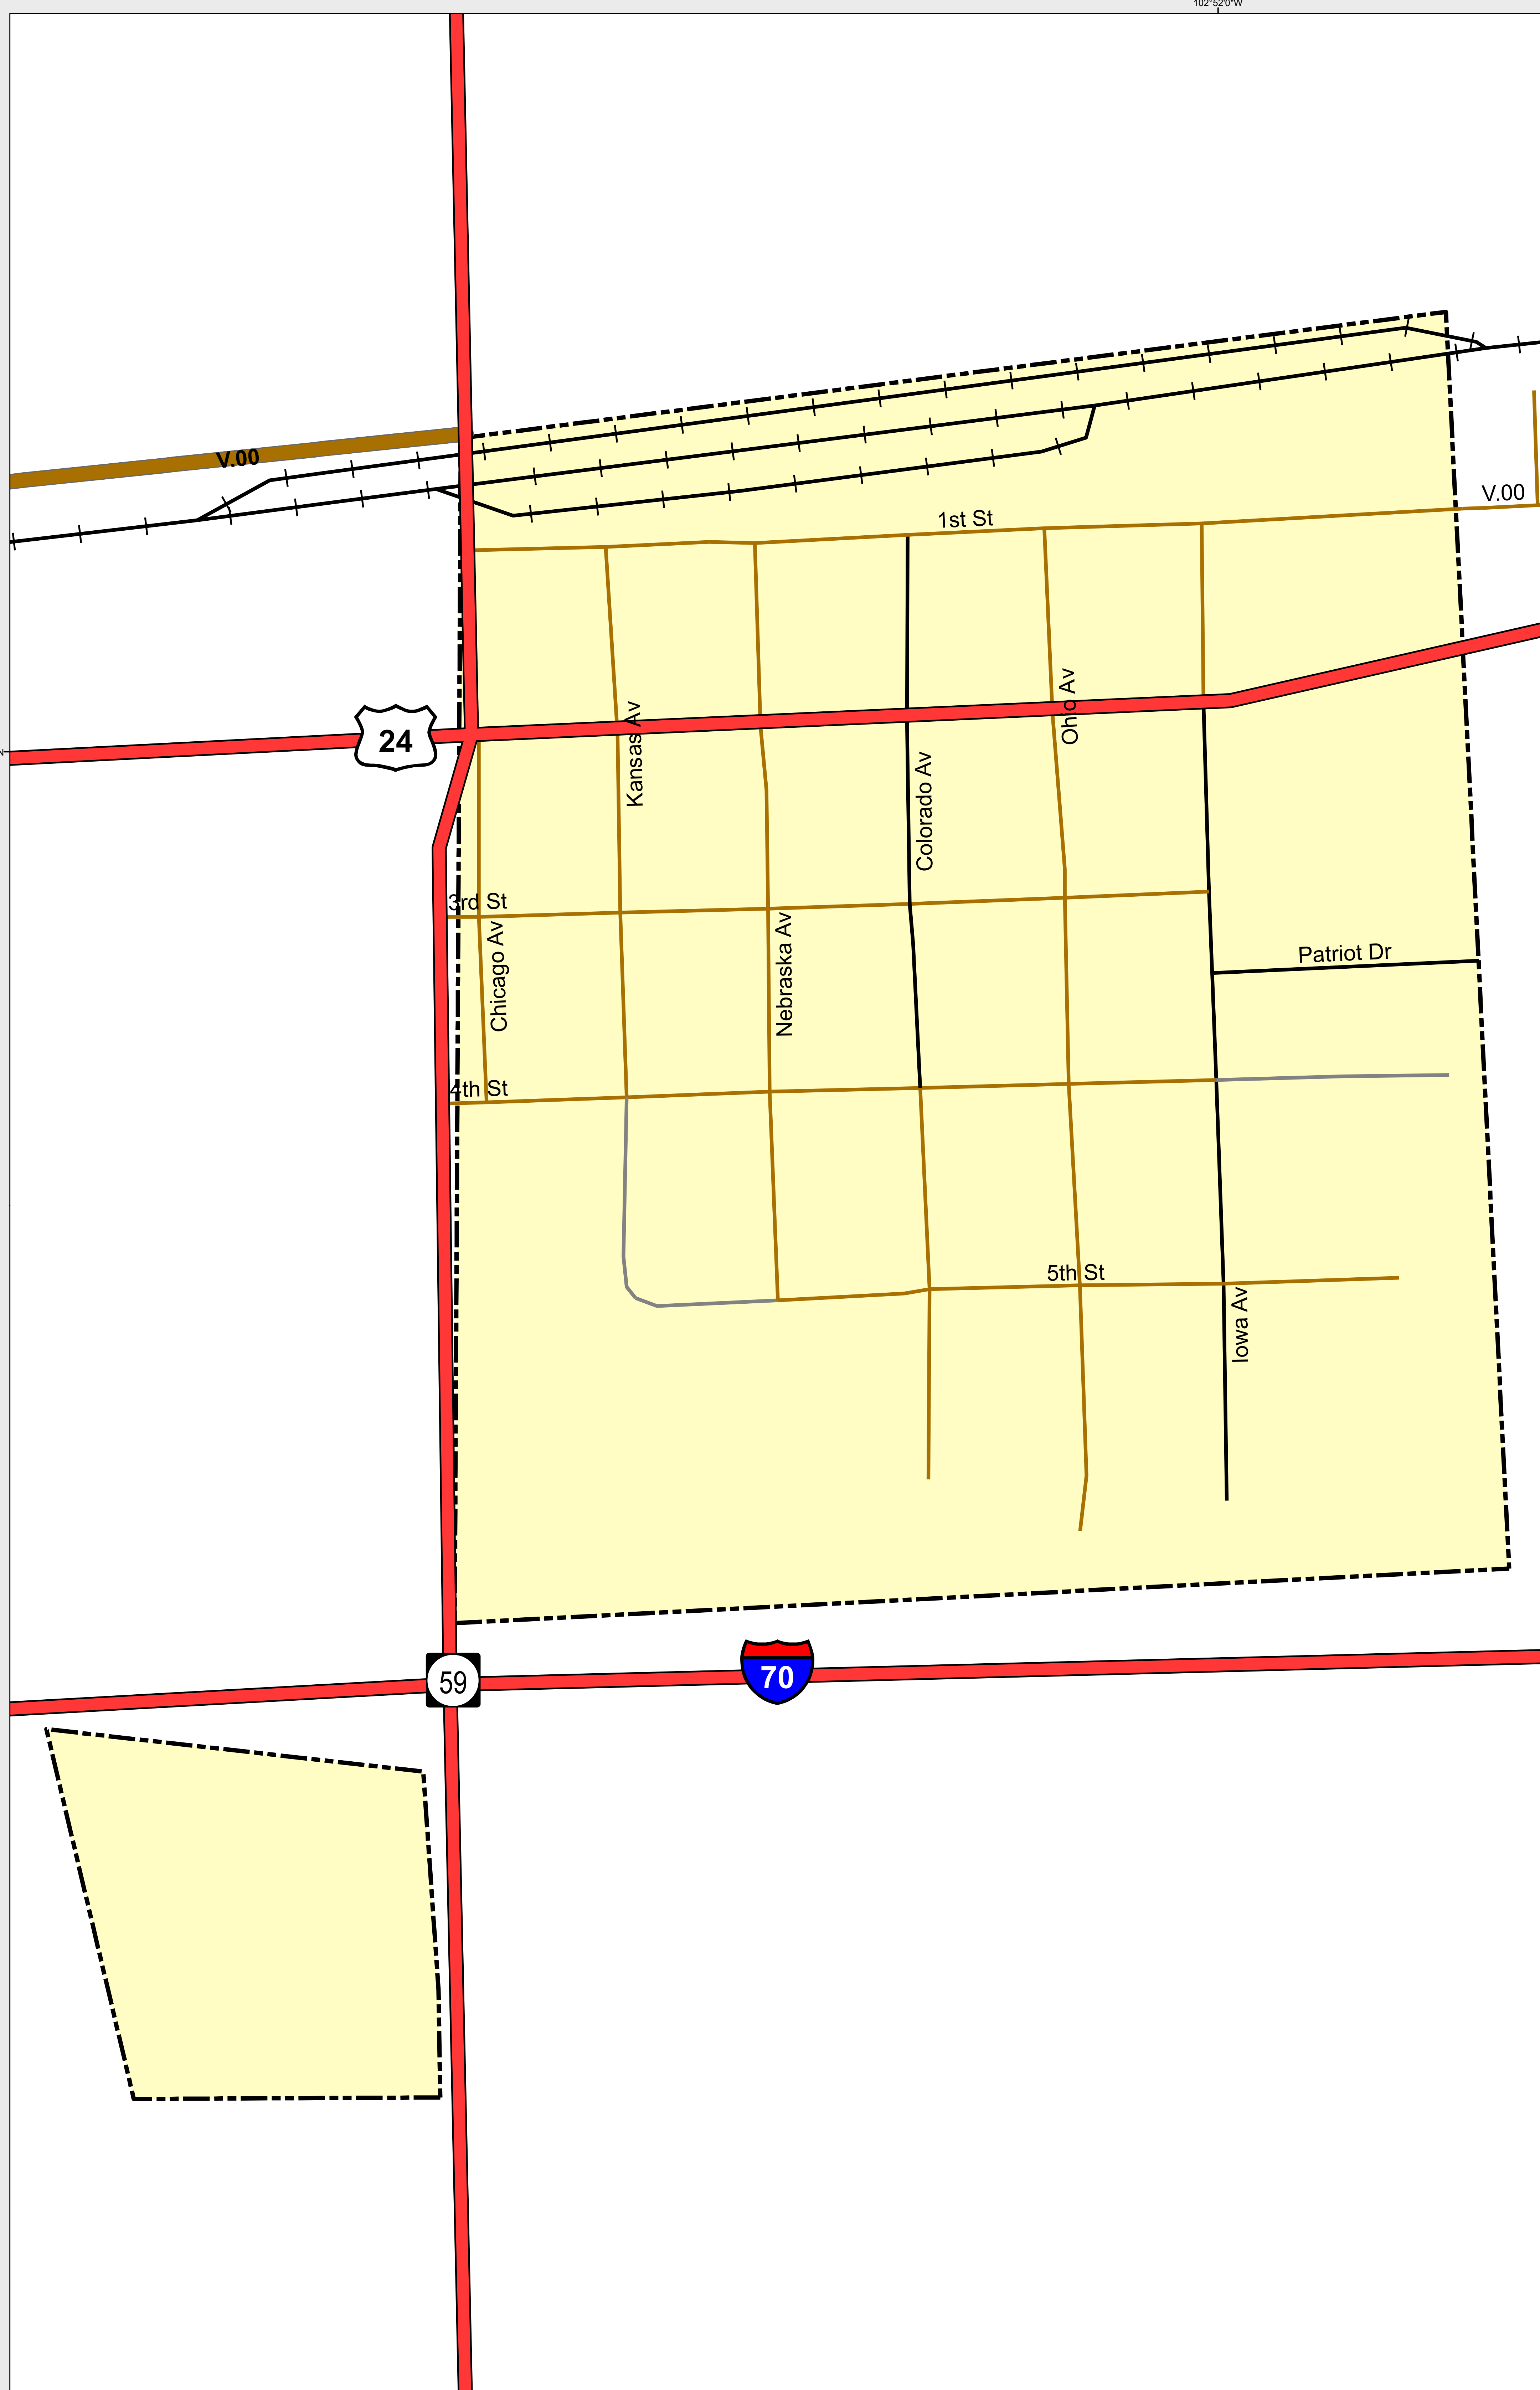 102°52'0"W
V.00
V.00
1st St
Ohio Av
24
Kansas Av
Colorado Av
3rd St
Chicago Av
Nebraska Av
Patriot Dr
4th St
5th St
Iowa Av
59
70